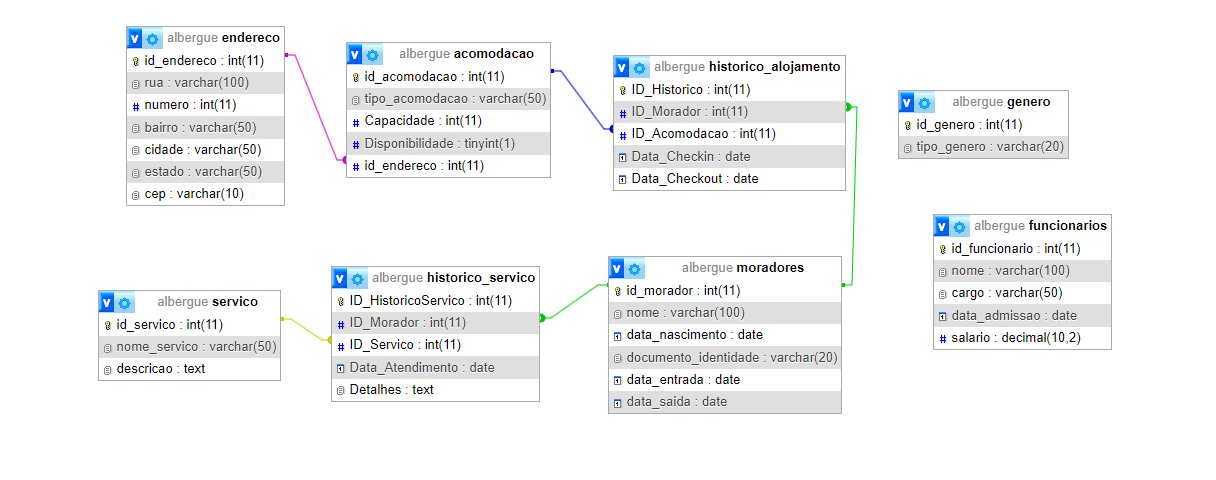 albergue endereco
id_endereco : int(11)
rua : varchar(100)
numero : int(11)
bairro : varchar(50)
cidade : varchar(50)
estado : varchar(50)
cep : varchar(10)
albergue acomodacao
id_acomodacao : int(11)
tipo_acomodacao : varchar(50)
Capacidade : int(11)
Disponibilidade : tinyint(1)
id_endereco : int(11)
albergue historico_alojamento
ID_Historico : int(11)
ID_Morador : int(11)
ID_Acomodacao : int(11)
Data_Checkin : date
Data_Checkout : date
albergue genero
id_genero : int(11)
tipo_genero : varchar(20)
albergue servico
id_servico : int(11)
nome_servico : varchar(50)
descricao : text
albergue historico_servico
ID_HistoricoServico : int(11)
ID_Morador : int(11)
ID_Servico : int(11)
Data_Atendimento : date
Detalhes : text
albergue moradores
id_morador : int(11)
nome : varchar(100)
data_nascimento : date
documento_identidade : varchar(20)
data_entrada : date
data_saida : date
albergue funcionarios
id_funcionario : int(11)
nome : varchar(100)
cargo : varchar(50)
data_admissao : date
salario : decimal(10,2)